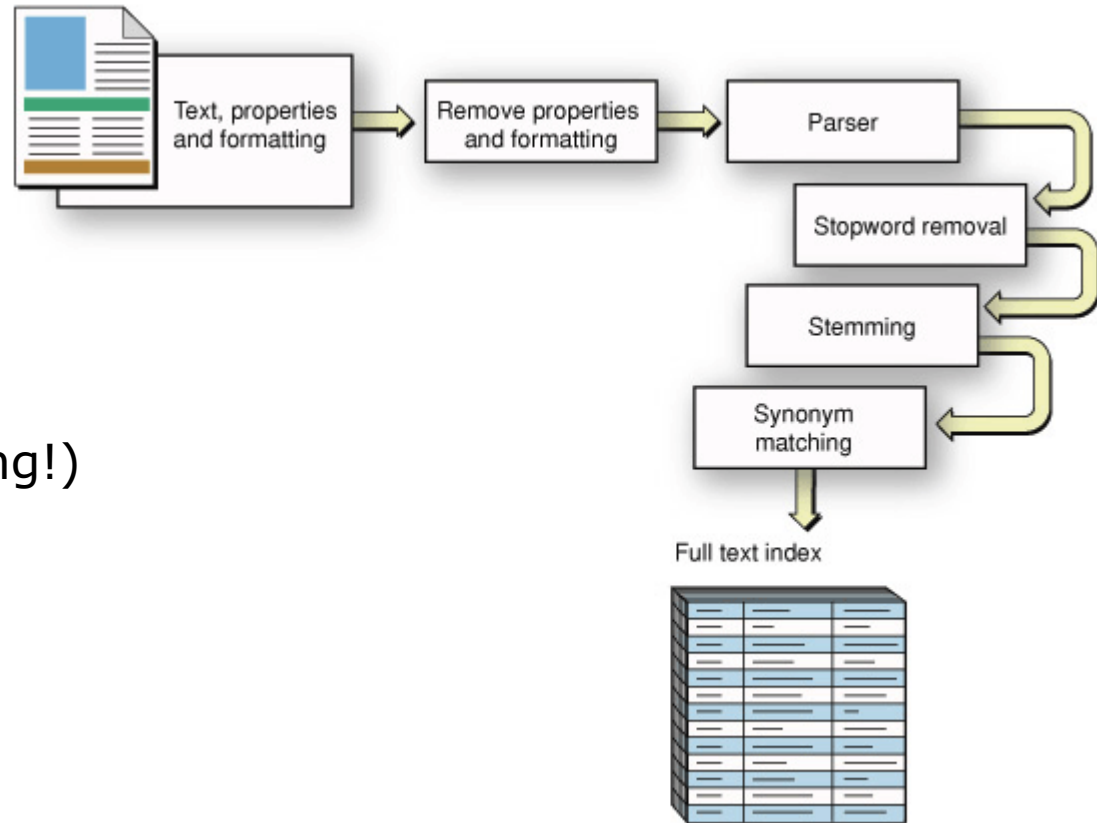 Text, properties
and formatting
Remove properties
and formatting
Parser
Stopword removal
Stemming
Synonym
matching
ng!)
Full text index